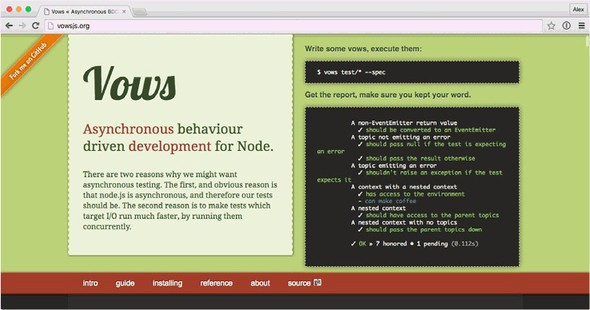 Vows « Asynchronous BDD
Alex
vowsjs.org
Fork me on GitHub
Vows
Asynchronous behaviour
driven development for Node.
There are two reasons why we might want
asynchronous testing. The first, and obvious reason is
that node.js is asynchronous, and therefore our tests
should be. The second reason is to make tests which
target I/O run much faster, by running them
concurrently.
Write some vows, execute them:
$ vows test/* --spec
Get the report, make sure you kept your word.
A non-EventEmitter return value
✓ should be converted to an EventEmitter
A topic not emitting an error
✓ should pass null if the test is expecting
an error
✓ should pass the result otherwise
A topic emitting an error
✓ shouldn't raise an exception if the test
expects it
A context with a nested context
✓ has access to the environment
- can make coffee
A nested context
✓ should have access to the parent topics
A nested context with no topics
✓ should pass the parent topics down
✓ OK » 7 honored * 1 pending (0.112s)
intro guide installing reference about source